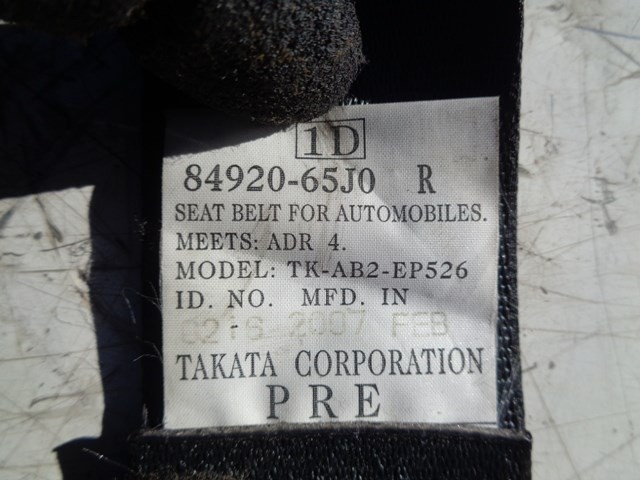 1D
84920-65J0 R
SEAT BELT FOR AUTOMOBILES.
MEETS: ADR 4.
MODEL: TK-AB2-EP526
ID. NO. MFD. IN
0216 2007 FEB
TAKATA CORPORATION
PRE